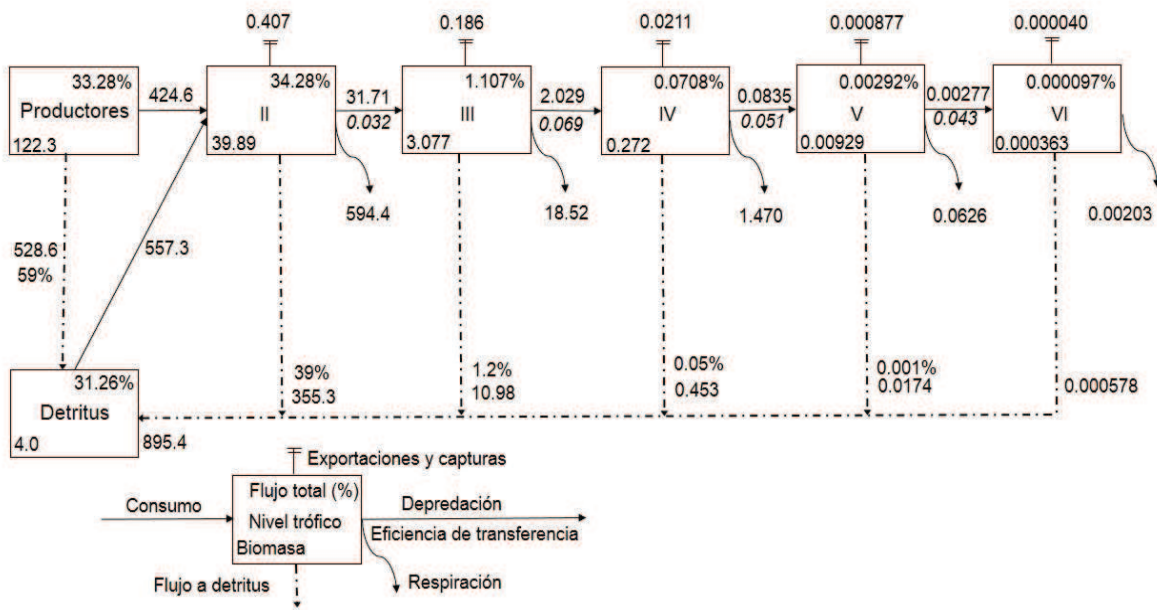 0.407
0.186
0.0211
0.000877
0.000040
33.28%
Productores
122.3
424.6
34.28%
II
39.89
31.71
0.032
1.107%
III
3.077
2.029
0.069
0.0708%
IV
0.272
0.0835
0.051
0.00292%
V
0.00929
0.00277
0.043
0.000097%
VI
0.000363
594.4
18.52
1.470
0.0626
0.00203
528.6
59%
557.3
31.26%
Detritus
4.0
895.4
39%
355.3
1.2%
10.98
0.05%
0.453
0.001%
0.0174
0.000578
Exportaciones y capturas
Consumo
Flujo total (%)
Nivel trófico
Biomasa
Depredación
Eficiencia de transferencia
Flujo a detritus
Respiración